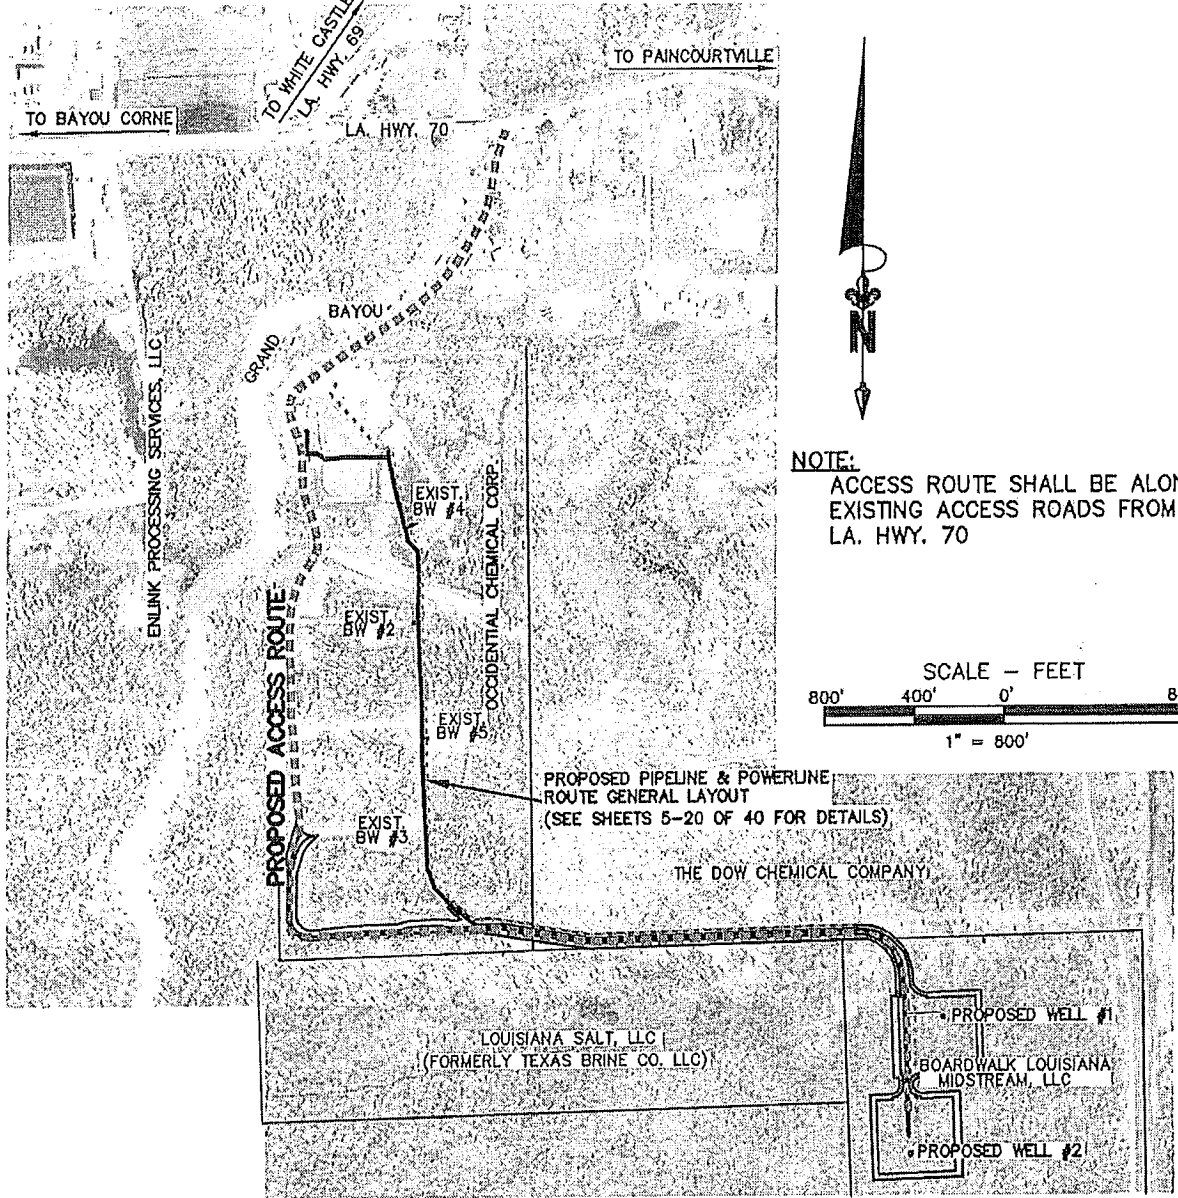 TO WHITE CASTLE
LA. HWY. 69
TO PAINCOURTVILLE
TO BAYOU CORNE
LA. HWY. 70
BAYOU
GRAND
ENLINK PROCESSING SERVICES, LLC
N
NOTE:
ACCESS ROUTE SHALL BE ALON
EXISTING ACCESS ROADS FROM
LA. HWY. 70
EXIST.
BW #4
OCCIDENTIAL CHEMICAL CORP.
EXIST.
BW #2
PROPOSED ACCESS ROUTE
SCALE - FEET
800' 400' 0' 8
1" = 800'
EXIST.
BW #5
PROPOSED PIPELINE & POWERLINE
ROUTE GENERAL LAYOUT
(SEE SHEETS 5-20 OF 40 FOR DETAILS)
EXIST.
BW #3
THE DOW CHEMICAL COMPANY
PROPOSED WELL #1
LOUISIANA SALT, LLC
(FORMERLY TEXAS BRINE CO. LLC)
BOARDWALK LOUISIANA
MIDSTREAM, LLC
PROPOSED WELL #2